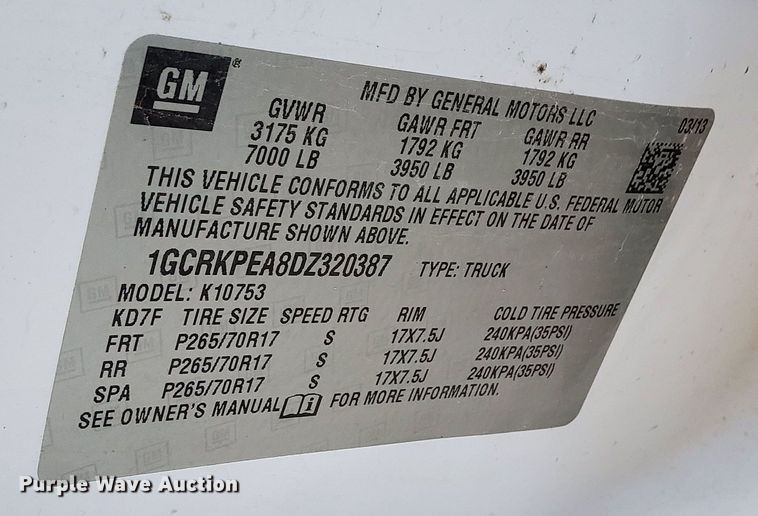 GM®
MFD BY GENERAL MOTORS LLC
03/13
GVWR GAWR FRT GAWR RR
3175 KG 1792 KG 1792 KG
7000 LB 3950 LB 3950 LB
THIS VEHICLE CONFORMS TO ALL APPLICABLE U.S. FEDERAL MOTOR
VEHICLE SAFETY STANDARDS IN EFFECT ON THE DATE OF
MANUFACTURE SHOWN ABOVE.
1GCRKPEA8DZ320387 TYPE: TRUCK
MODEL: K10753
KD7F TIRE SIZE SPEED RTG RIM COLD TIRE PRESSURE
FRT P265/70R17 S 17X7.5J 240KPA(35PSI)
RR P265/70R17 S 17X7.5J 240KPA(35PSI)
SPA P265/70R17 S 17X7.5J 240KPA(35PSI)
SEE OWNER'S MANUAL i FOR MORE INFORMATION.
Purple Wave Auction